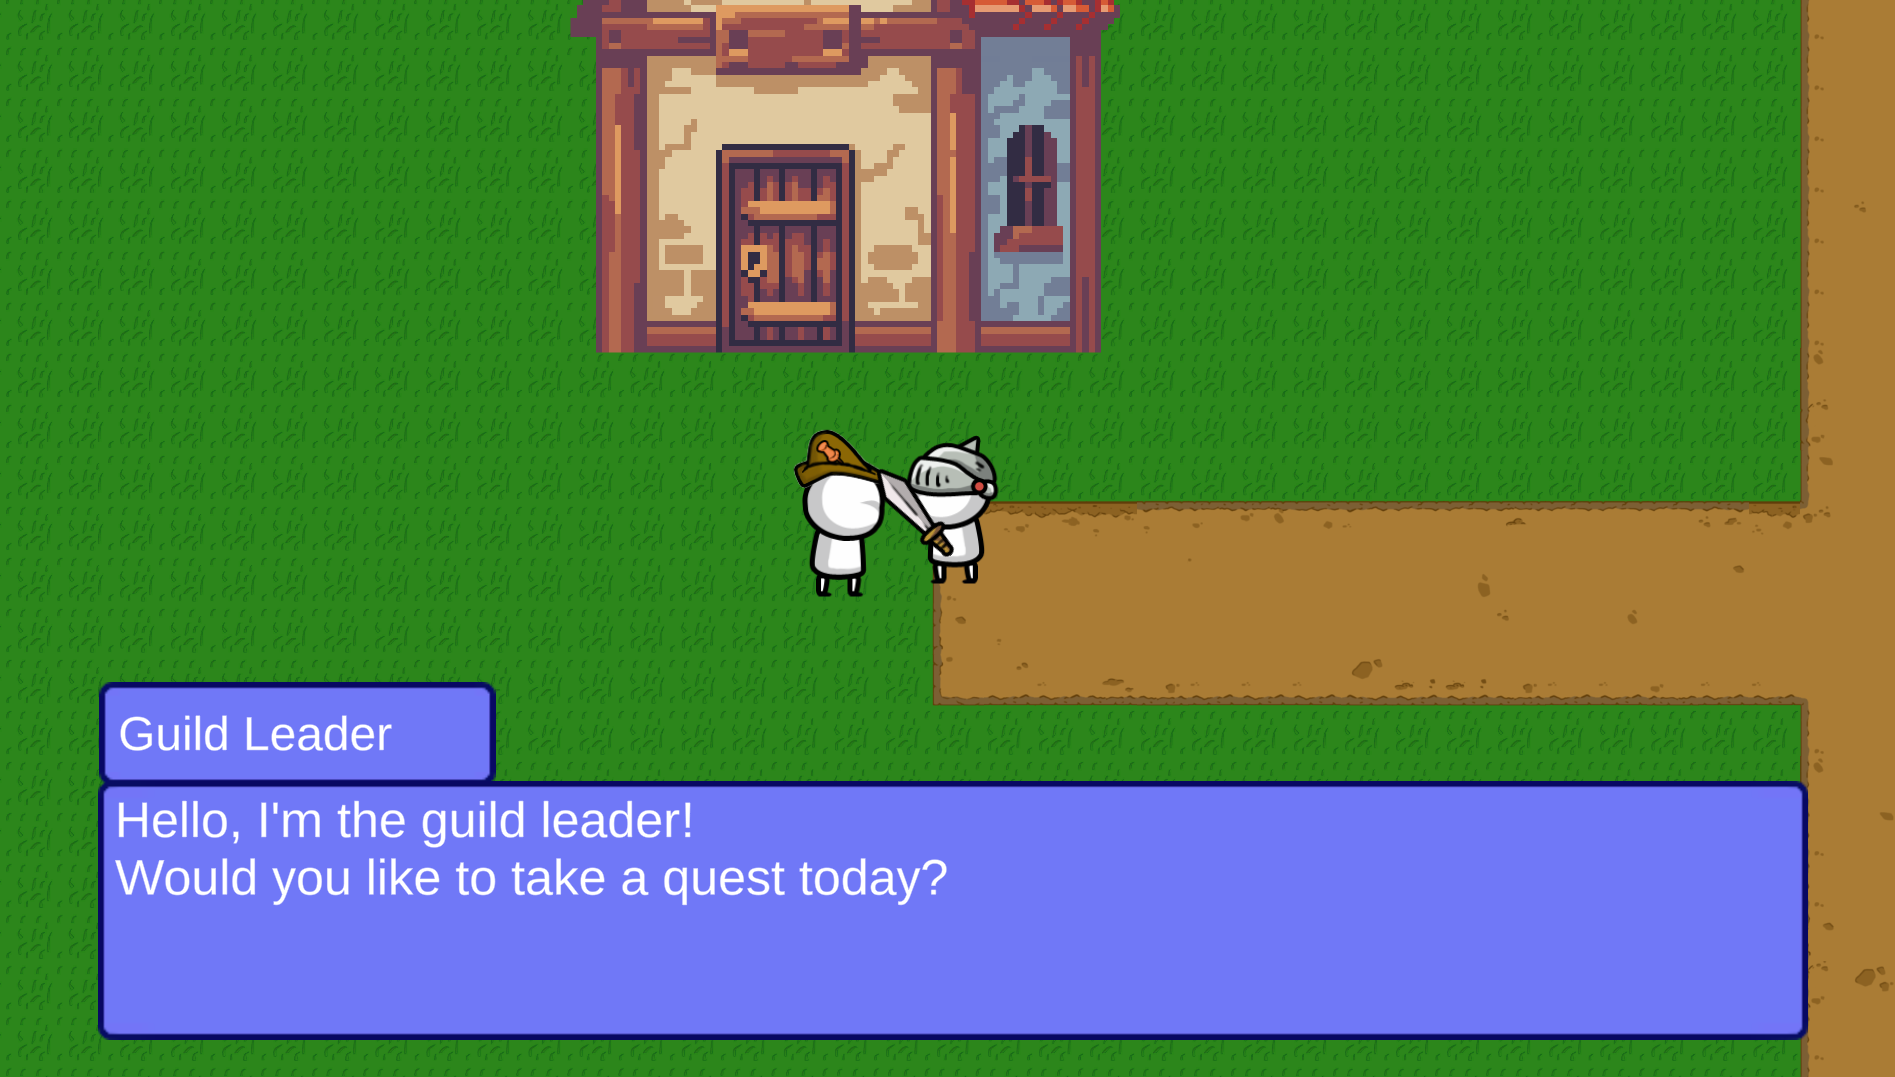 Guild Leader
Hello, I'm the guild leader!
Would you like to take a quest today?